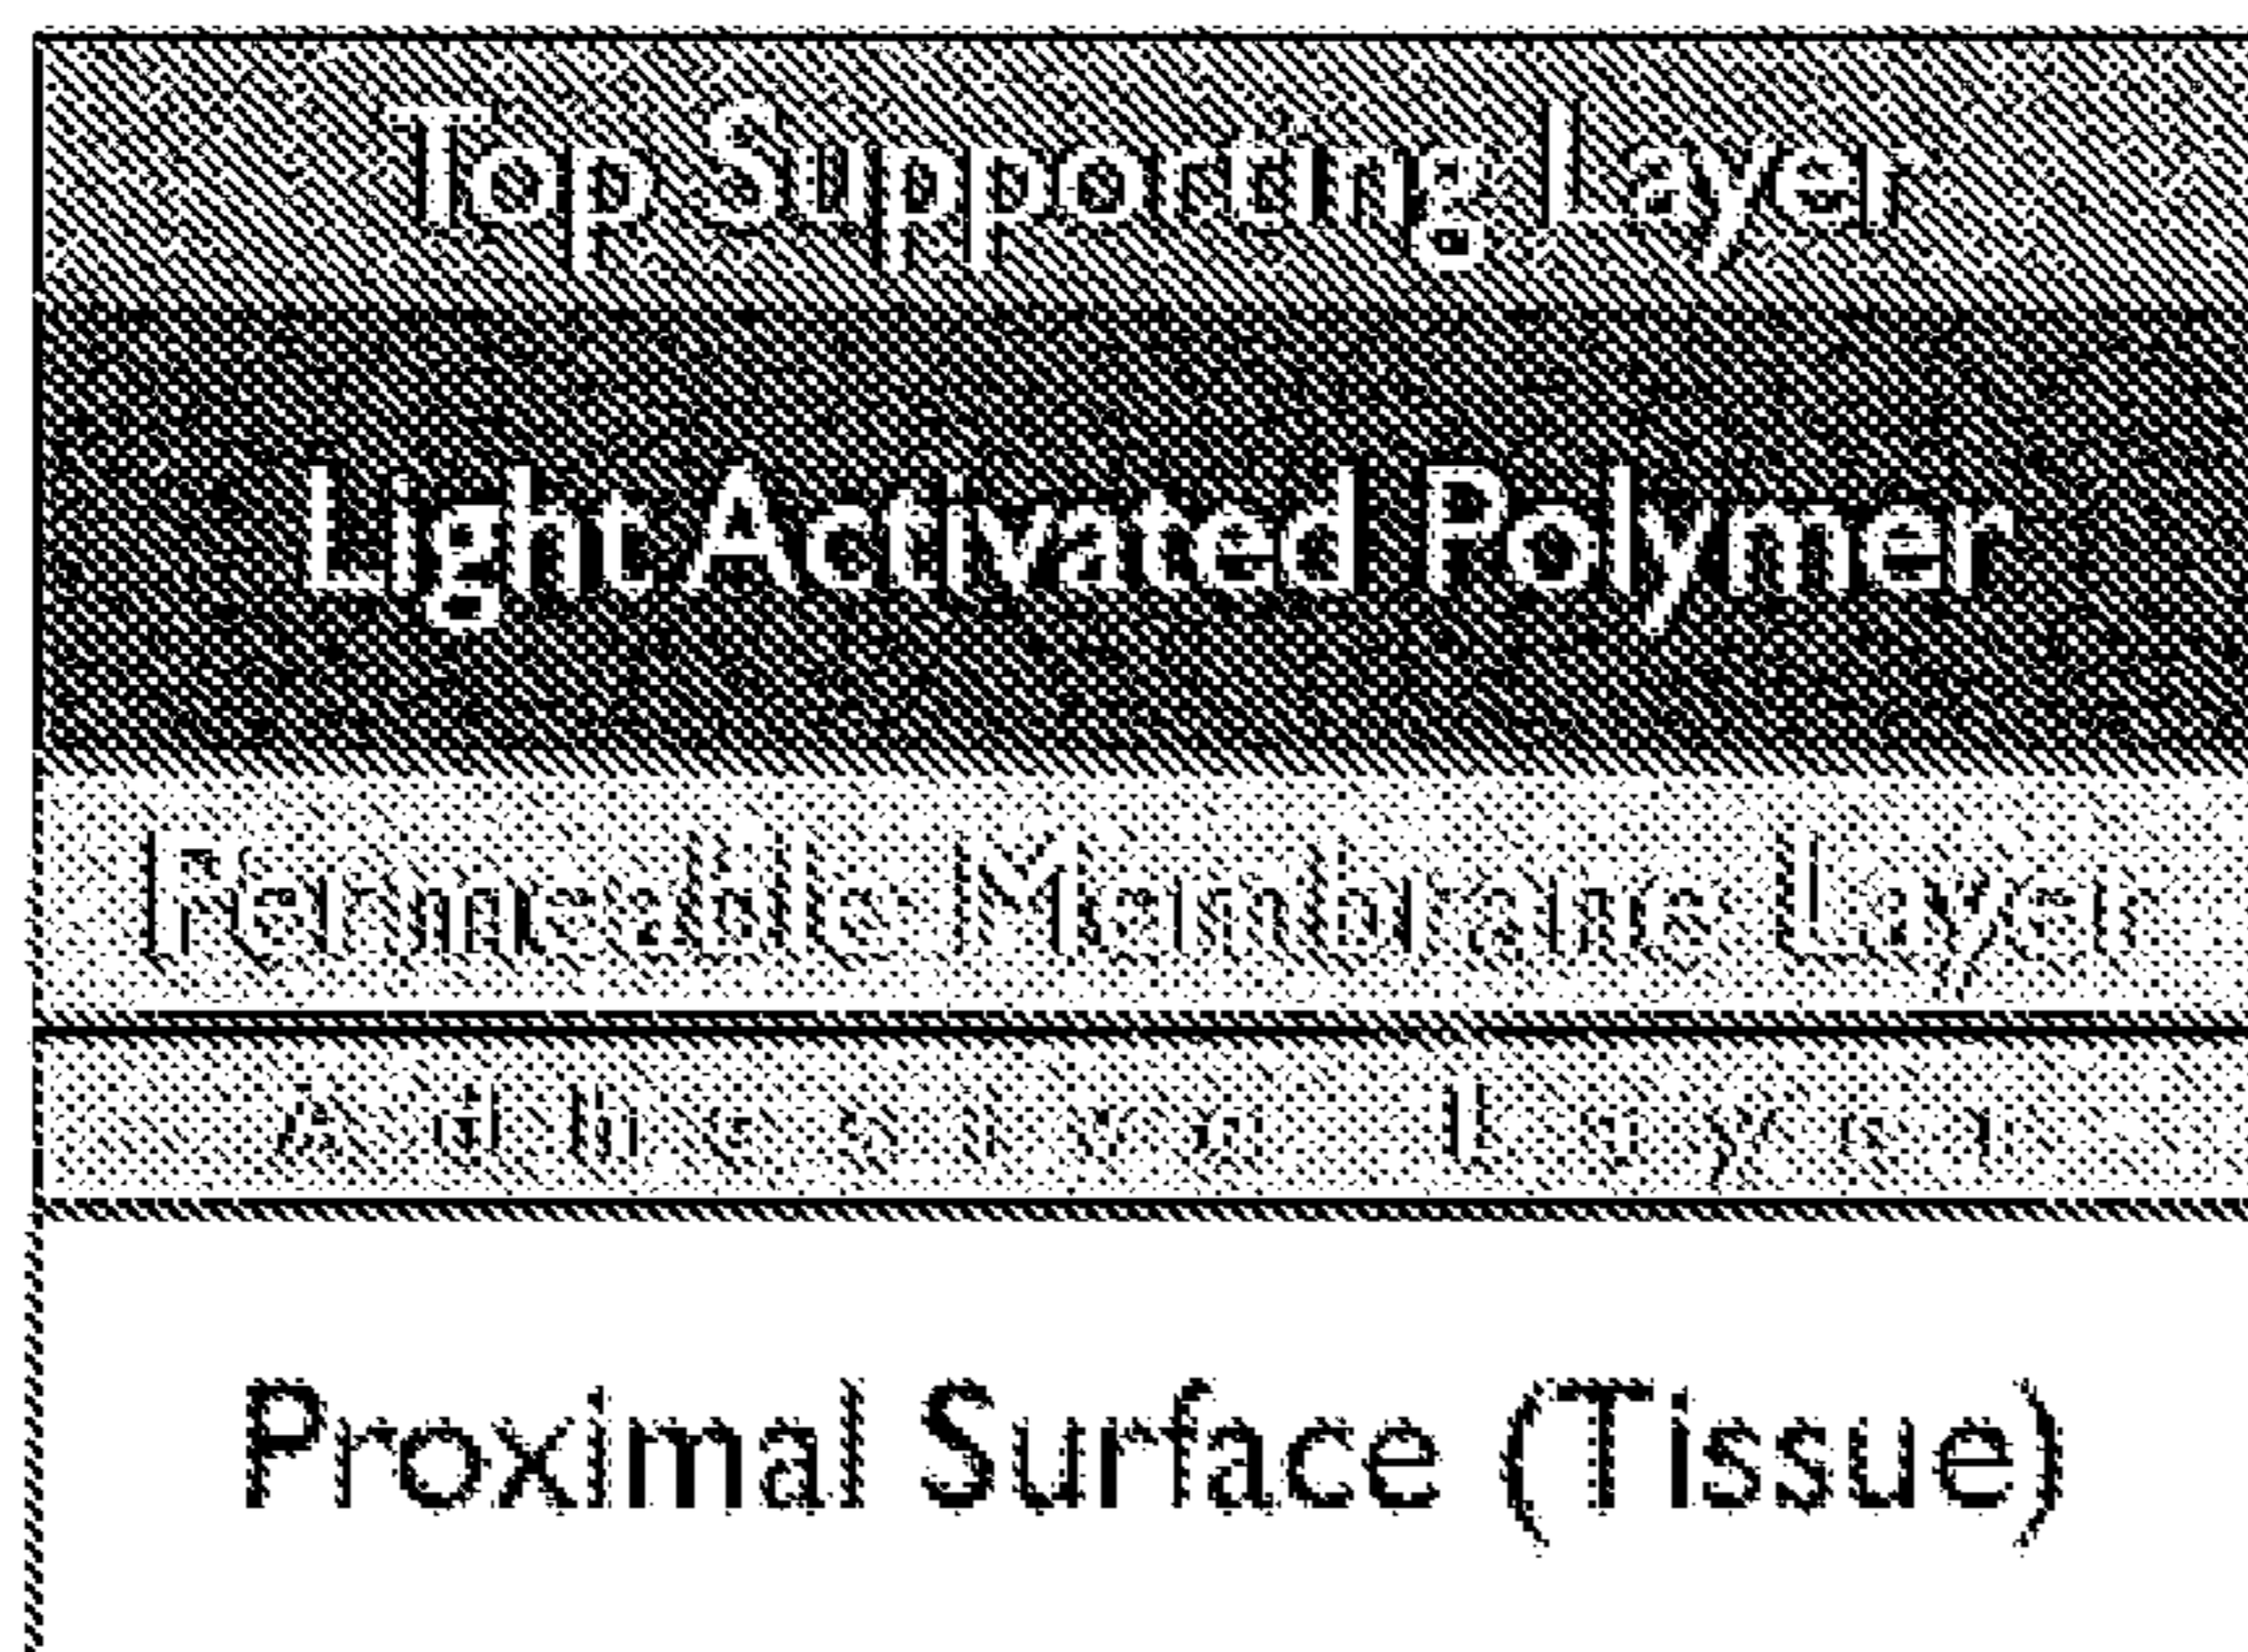 Top Supporting Layer
Light Activated Polymer
Permeable Membrane Layer
Adhesive Layer
Proximal Surface (Tissue)